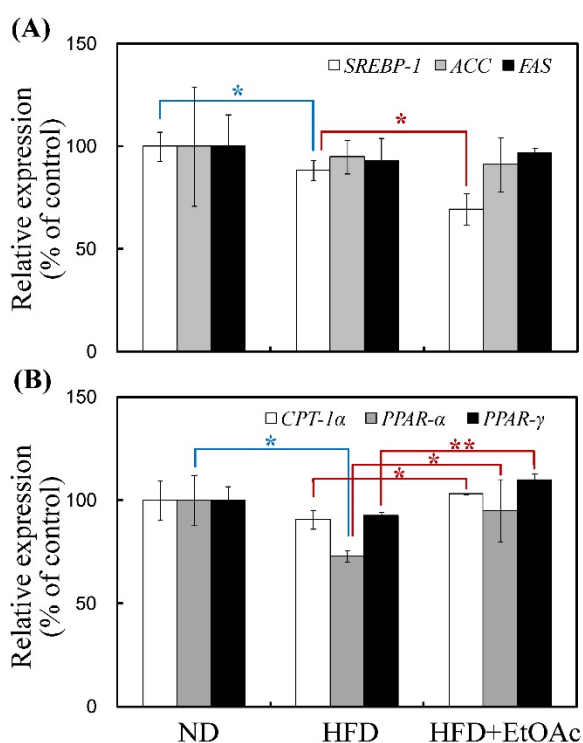 (A)
Relative expression
(% of control)
150
100
50
0
SREBP-1 ACC FAS
*
*
(B)
Relative expression
(% of control)
150
100
50
0
CPT-1α PPAR-α PPAR-γ
*
**
*
*
ND HFD HFD+EtOAc